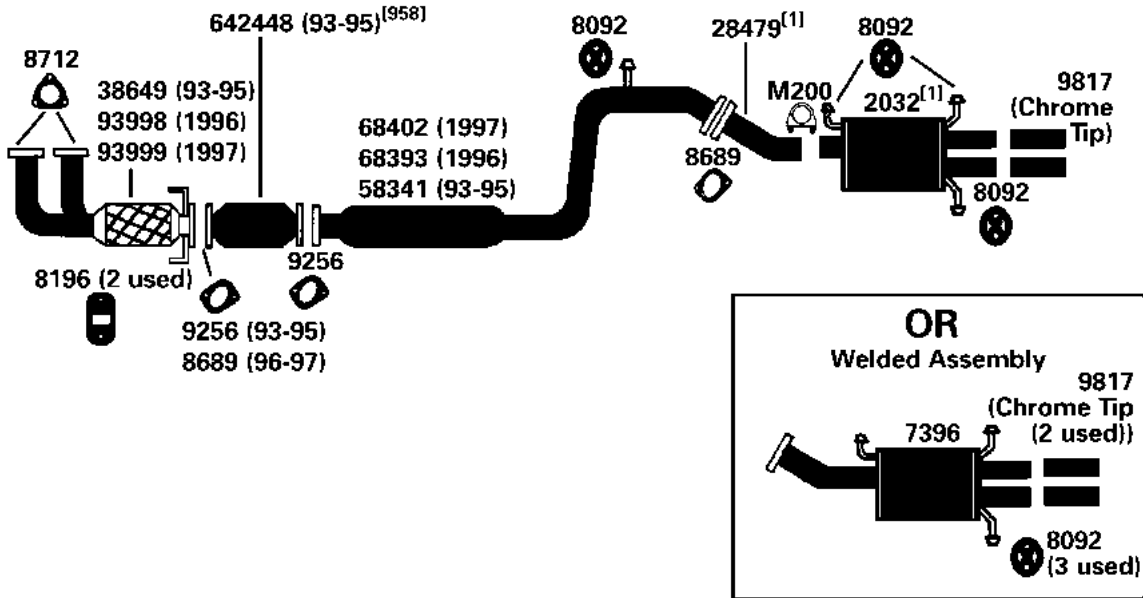 642448 (93-95)[958]
8712
38649 (93-95)
93998 (1996)
93999 (1997)
68402 (1997)
68393 (1996)
58341 (93-95)
8092
28479[1]
8092
M200
2032[1]
9817
(Chrome
Tip)
8689
8092
8196 (2 used)
9256
9256 (93-95)
8689 (96-97)
OR
Welded Assembly
9817
(Chrome Tip
(2 used))
7396
8092
(3 used)